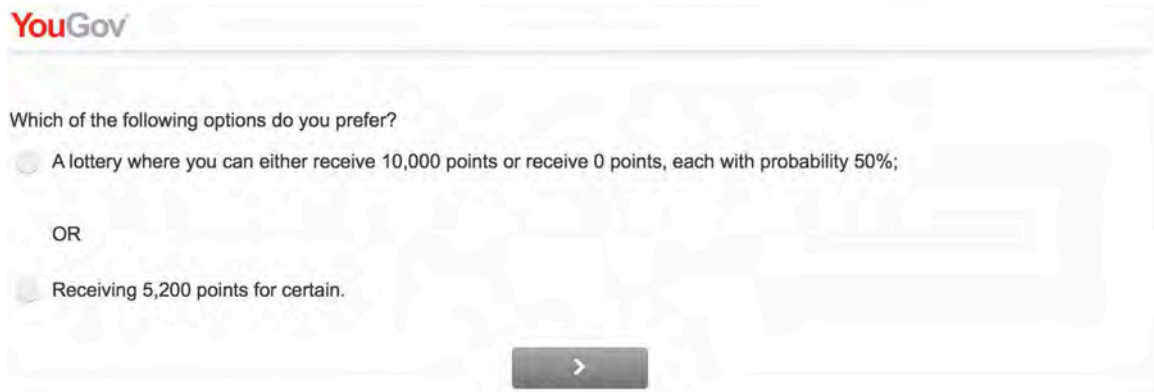 YouGov
Which of the following options do you prefer?
A lottery where you can either receive 10,000 points or receive 0 points, each with probability 50%;
OR
Receiving 5,200 points for certain.